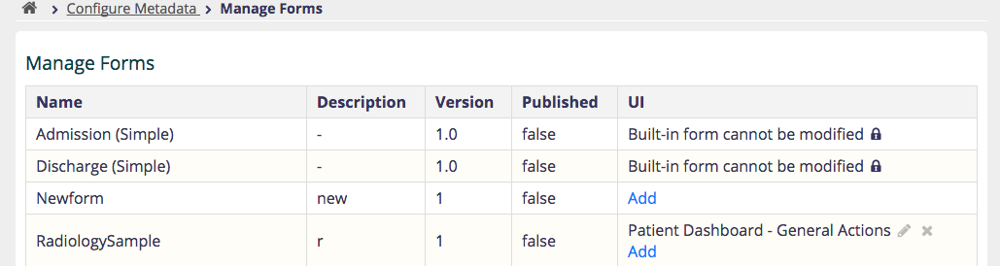 Configure Metadata Manage Forms
Manage Forms
Name Description Version Published UI
Admission (Simple) - 1.0 false Built-in form cannot be modified
Discharge (Simple) - 1.0 false Built-in form cannot be modified
Newform new 1 false Add
RadiologySample r 1 false Patient Dashboard - General Actions
Add